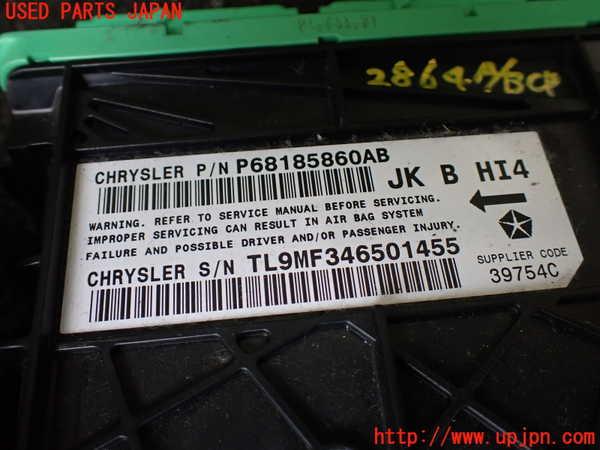 USED PARTS JAPAN
2864A/BCF
CHRYSLER P/N P68185860AB
JK B HI4
WARNING. REFER TO SERVICE MANUAL BEFORE SERVICING.
IMPROPER SERVICING CAN RESULT IN AIR BAG SYSTEM
FAILURE AND POSSIBLE DRIVER AND/OR PASSENGER INJURY.
CHRYSLER S/N TL9MF346501455
SUPPLIER CODE
39754C
http://www.upjpn.com